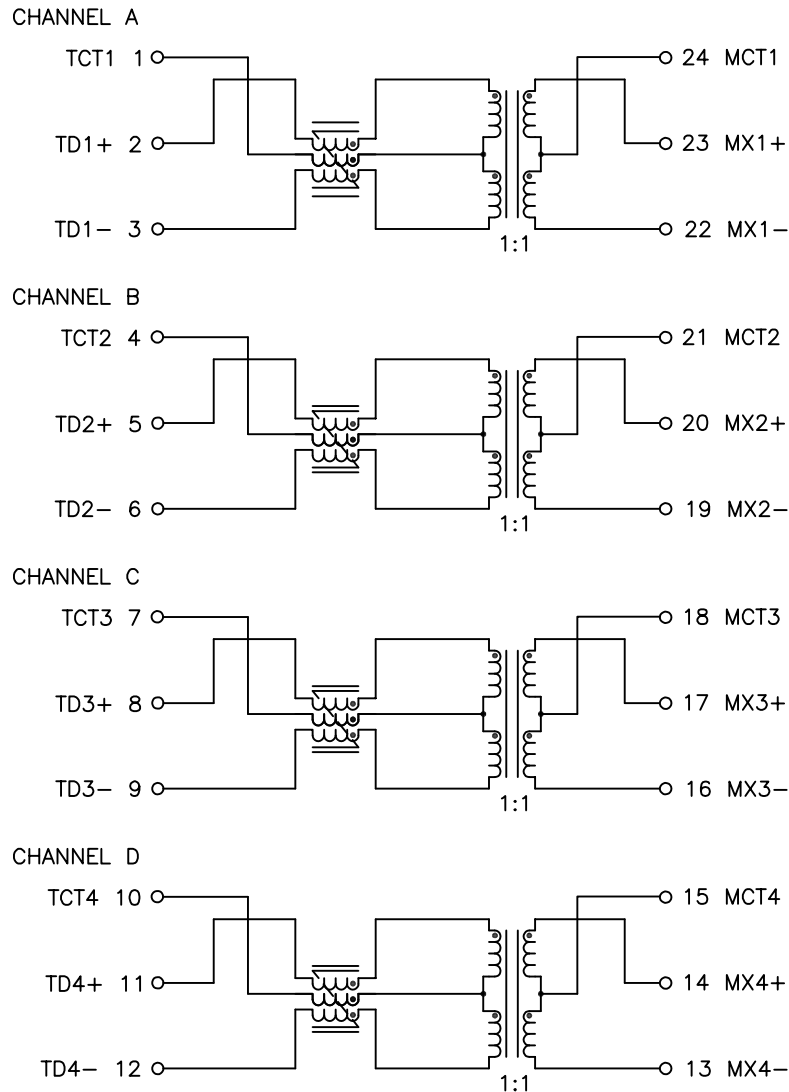 CHANNEL A
TCT1 1 24 MCT1
TD1+ 2 23 MX1+
TD1− 3 22 MX1−
1:1
CHANNEL B
TCT2 4 21 MCT2
TD2+ 5 20 MX2+
TD2− 6 19 MX2−
1:1
CHANNEL C
TCT3 7 18 MCT3
TD3+ 8 17 MX3+
TD3− 9 16 MX3−
1:1
CHANNEL D
TCT4 10 15 MCT4
TD4+ 11 14 MX4+
TD4− 12 13 MX4−
1:1